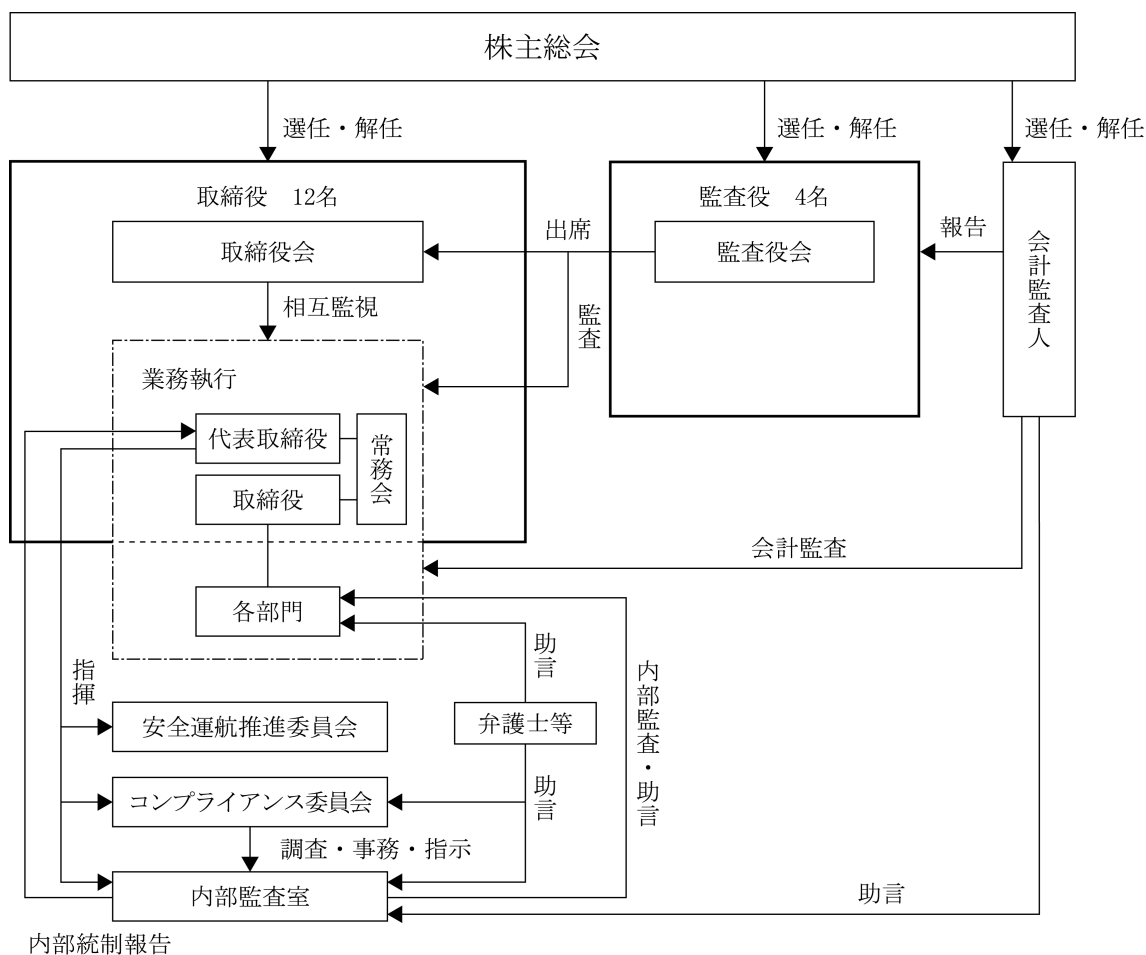 株主総会
選任・解任
選任・解任
選任・解任
取締役 12名
監査役 4名
取締役会
出席
監査役会
報告
会計監査人
相互監視
監査
業務執行
代表取締役
常務会
取締役
会計監査
各部門
助言
指揮
内部監査・助言
安全運航推進委員会
弁護士等
コンプライアンス委員会
助言
調査・事務・指示
内部監査室
助言
内部統制報告